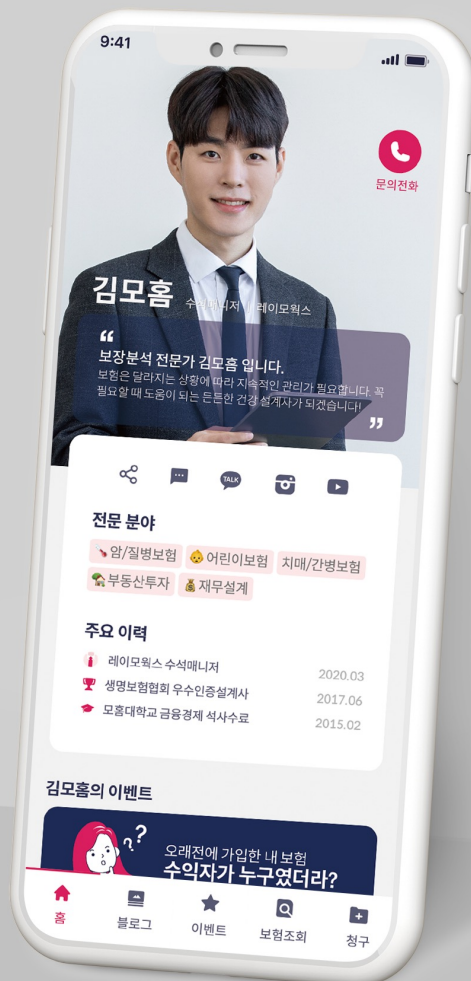 9:41
문의전화
김모홈 수석매니저 | 레이모웍스
“
보장분석 전문가 김모홈 입니다.
보험은 달라지는 상황에 따라 지속적인 관리가 필요합니다. 꼭
필요할 때 도움이 되는 든든한 건강 설계사가 되겠습니다!
”
TALK
전문 분야
암/질병보험 어린이보험 치매/간병보험
부동산투자 재무설계
주요 이력
레이모웍스 수석매니저 2020.03
생명보험협회 우수인증설계사 2017.06
모홈대학교 금융경제 석사수료 2015.02
김모홈의 이벤트
??
오래전에 가입한 내 보험
수익자가 누구였더라?
홈 블로그 이벤트 보험조회 청구